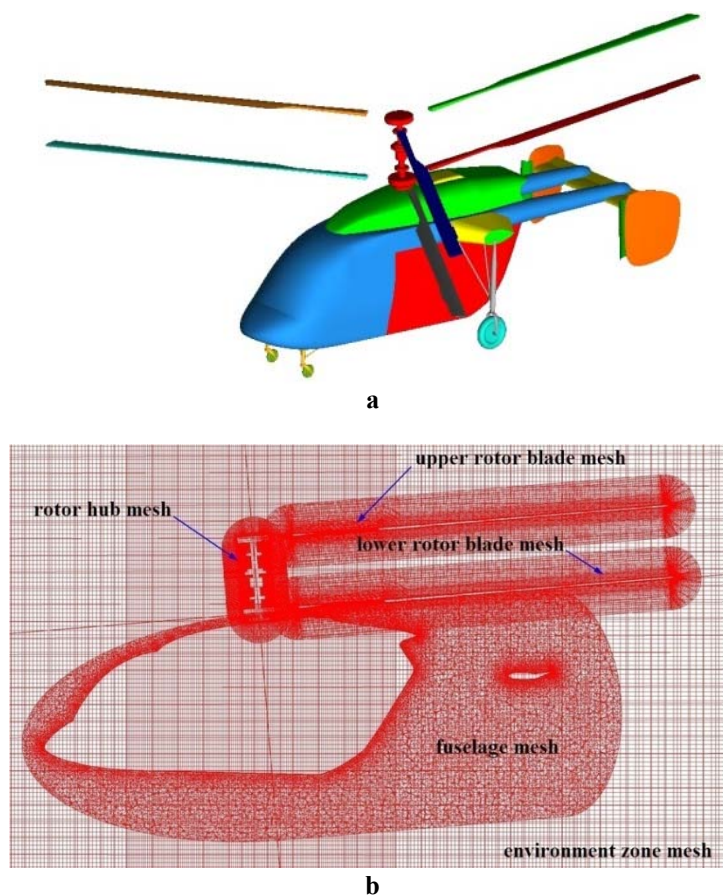 a
upper rotor blade mesh
rotor hub mesh
lower rotor blade mesh
fuselage mesh
environment zone mesh
b